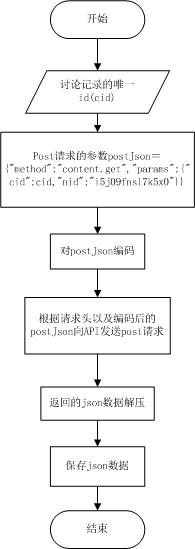 开始
讨论记录的唯一
id(cid)
Post请求的参数postJson＝
{"method":"content.get","params":{"
cid":cid,"nid":"i5j09fnsl7k5x0"}}
对postJson编码
根据请求头以及编码后的
postJson向API发送post请求
返回的json数据解压
保存json数据
结束